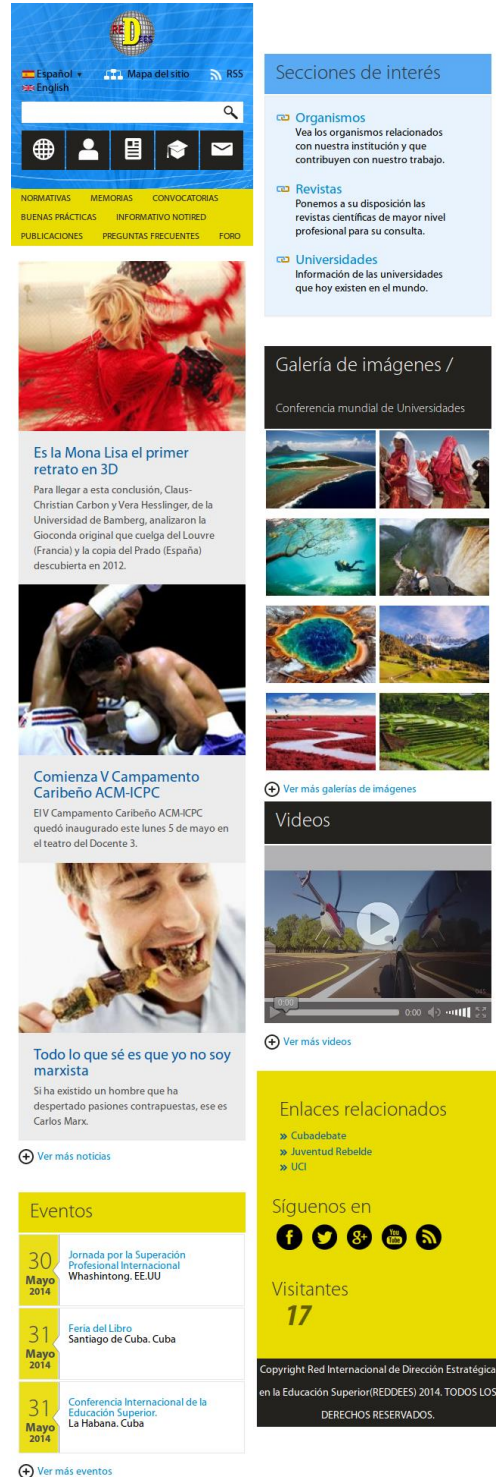 REDEES
Español
Mapa del sitio
RSS
English
NORMATIVAS MEMORIAS CONVOCATORIAS
BUENAS PRÁCTICAS INFORMATIVO NOTIRED
PUBLICACIONES PREGUNTAS FRECUENTES FORO
Es la Mona Lisa el primer
retrato en 3D
Para llegar a esta conclusión, Claus-
Christian Carbon y Vera Hesslinger, de la
Universidad de Bamberg, analizaron la
Gioconda original que cuelga del Louvre
(Francia) y la copia del Prado (España)
descubierta en 2012.
Comienza V Campamento
Caribeño ACM-ICPC
El V Campamento Caribeño ACM-ICPC
quedó inaugurado este lunes 5 de mayo en
el teatro del Docente 3.
Todo lo que sé es que yo no soy
marxista
Si ha existido un hombre que ha
despertado pasiones contrapuestas, ese es
Carlos Marx.
Ver más noticias
Eventos
30
Mayo
2014
Jornada por la Superación
Profesional Internacional
Whashintong. EE.UU
31
Mayo
2014
Feria del Libro
Santiago de Cuba. Cuba
31
Mayo
2014
Conferencia Internacional de la
Educación Superior.
La Habana. Cuba
Ver más eventos
Secciones de interés
Organismos
Vea los organismos relacionados
con nuestra institución y que
contribuyen con nuestro trabajo.
Revistas
Ponemos a su disposición las
revistas científicas de mayor nivel
profesional para su consulta.
Universidades
Información de las universidades
que hoy existen en el mundo.
Galería de imágenes /
Conferencia mundial de Universidades
Ver más galerías de imágenes
Videos
0:00
0:00
Ver más videos
Enlaces relacionados
» Cubadebate
» Juventud Rebelde
» UCI
Síguenos en
You Tube
Visitantes
17
Copyright Red Internacional de Dirección Estratégica
en la Educación Superior(REDDEES) 2014. TODOS LOS
DERECHOS RESERVADOS.